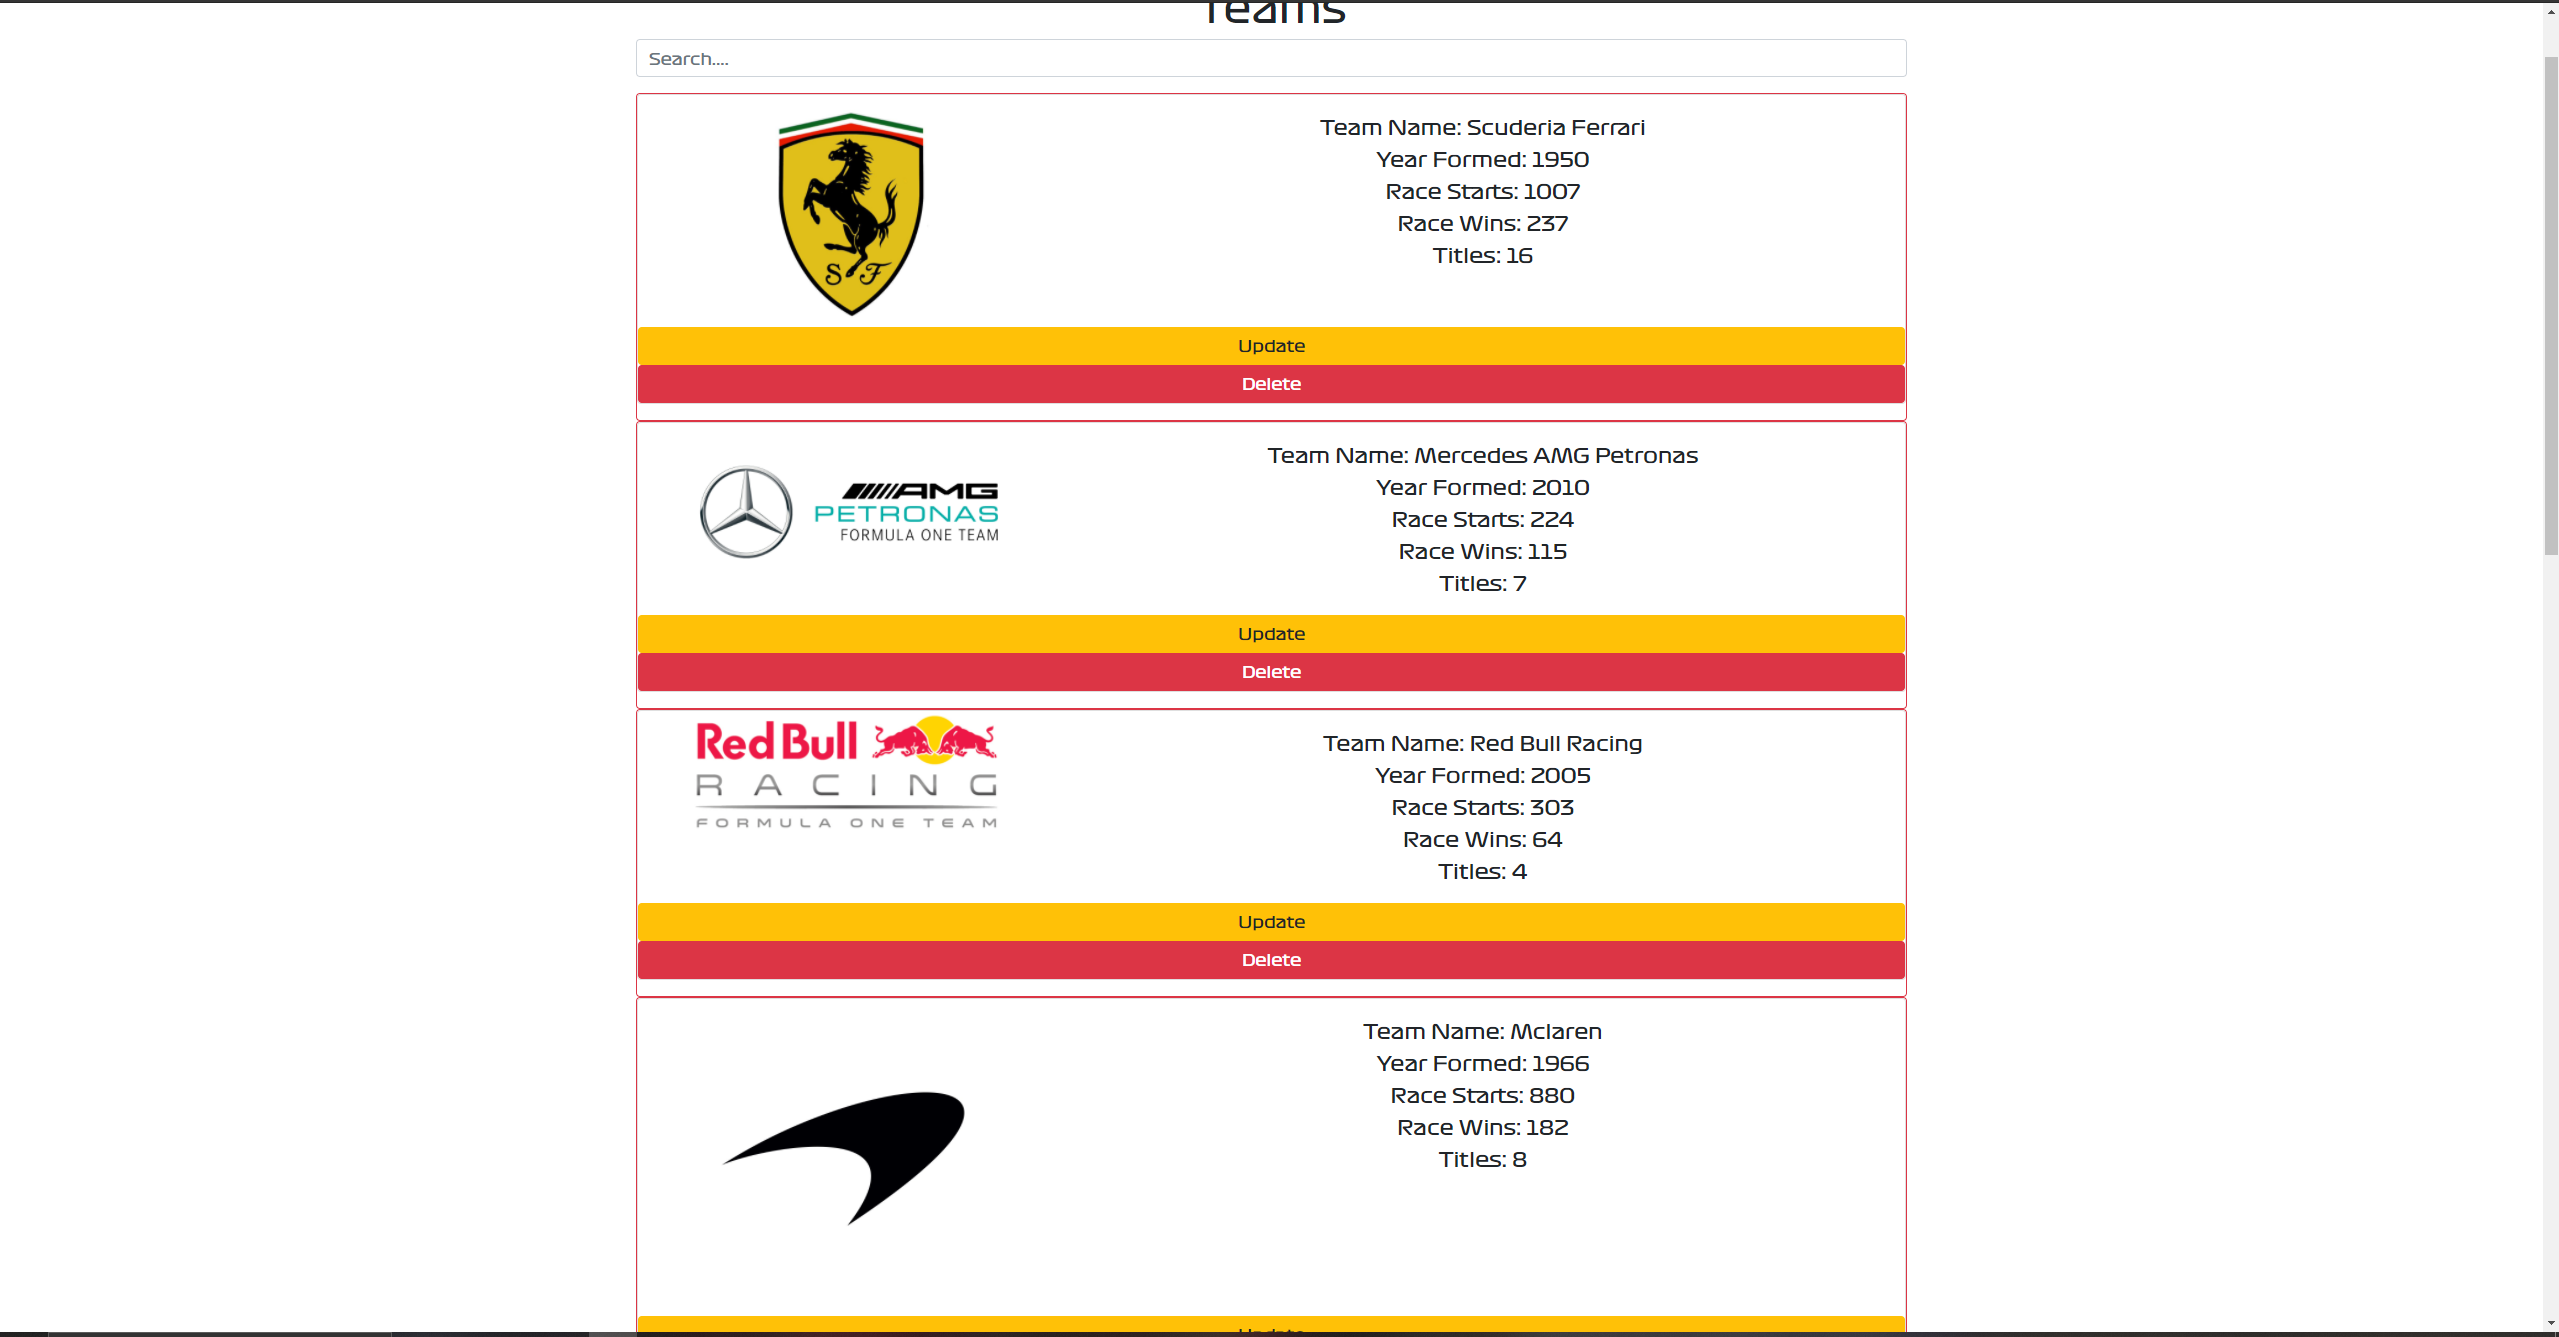 Teams
Search....
S F
Team Name: Scuderia Ferrari
Year Formed: 1950
Race Starts: 1007
Race Wins: 237
Titles: 16
Update
Delete
AMG
PETRONAS
FORMULA ONE TEAM
Team Name: Mercedes AMG Petronas
Year Formed: 2010
Race Starts: 224
Race Wins: 115
Titles: 7
Update
Delete
Red Bull
RACING
FORMULA ONE TEAM
Team Name: Red Bull Racing
Year Formed: 2005
Race Starts: 303
Race Wins: 64
Titles: 4
Update
Delete
Team Name: Mclaren
Year Formed: 1966
Race Starts: 880
Race Wins: 182
Titles: 8
Update